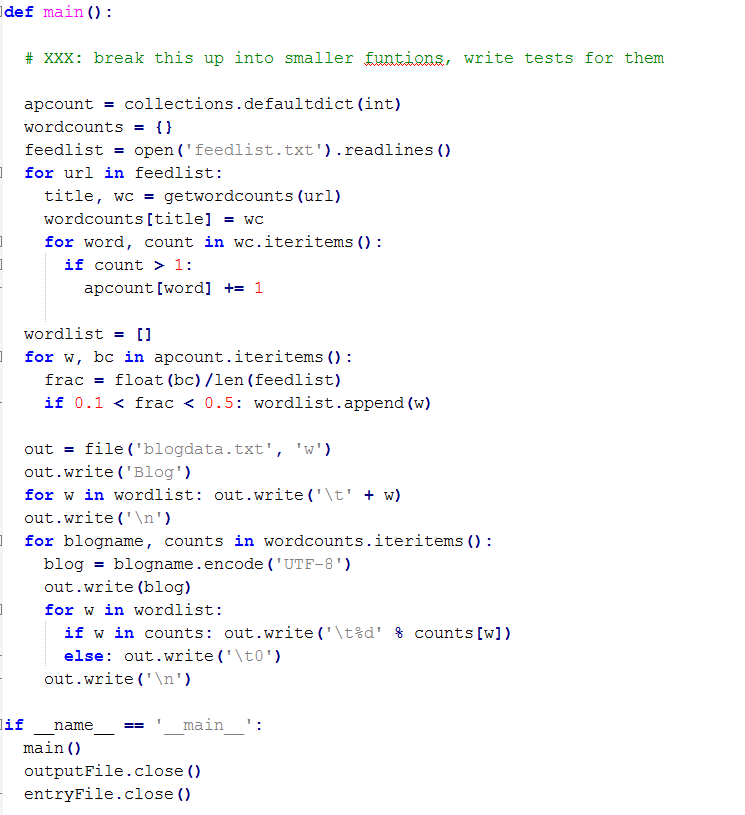 def main():
# XXX: break this up into smaller funtions, write tests for them
apcount = collections.defaultdict(int)
wordcounts = {}
feedlist = open('feedlist.txt').readlines()
for url in feedlist:
title, wc = getwordcounts(url)
wordcounts[title] = wc
for word, count in wc.iteritems():
if count > 1:
apcount[word] += 1
wordlist = []
for w, bc in apcount.iteritems():
frac = float(bc)/len(feedlist)
if 0.1 < frac < 0.5: wordlist.append(w)
out = file('blogdata.txt', 'w')
out.write('Blog')
for w in wordlist: out.write('\t' + w)
out.write('\n')
for blogname, counts in wordcounts.iteritems():
blog = blogname.encode('UTF-8')
out.write(blog)
for w in wordlist:
if w in counts: out.write('\t%d' % counts[w])
else: out.write('\t0')
out.write('\n')
if __name__ == '__main__':
main()
outputFile.close()
entryFile.close()